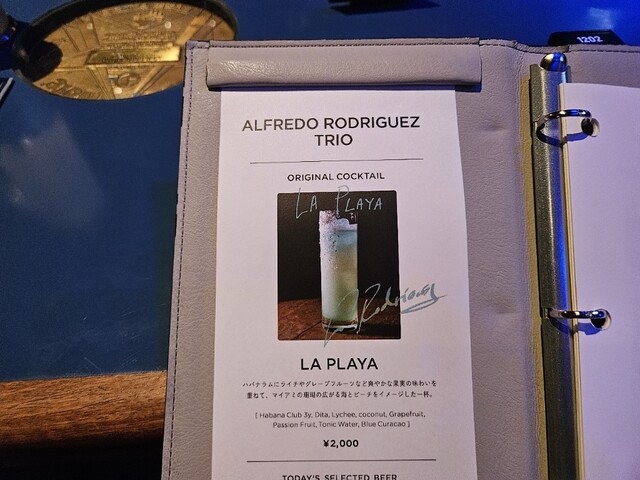 1202
ALFREDO RODRIGUEZ
TRIO
ORIGINAL COCKTAIL
LA PLAYA
Rodriguez
LA PLAYA
ハバナラムにライチやグレープフルーツなど爽やかな果実の味わいを
重ねて、マイアミの珊瑚の広がる海とビーチをイメージした一杯。
[ Habana Club 3y, Dita, Lychee, coconut, Grapefruit,
Passion Fruit, Tonic Water, Blue Curacao ]
¥2,000
TODAY'S SELECTED BEER